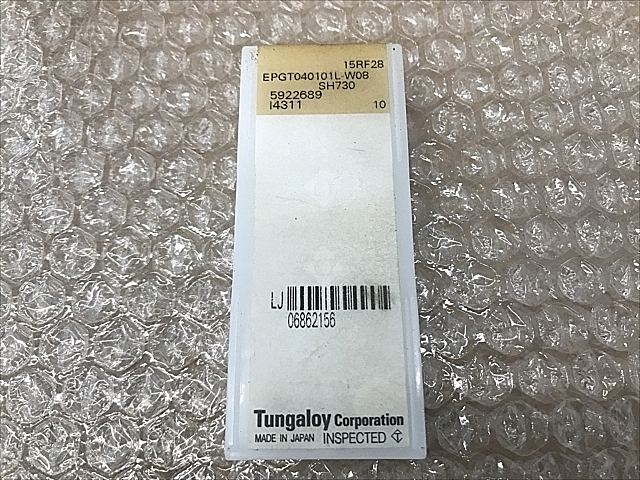 15RF28
EPGT040101L-W08
SH730
5922689
I4311 10
LJ
06862156
Tungaloy Corporation
MADE IN JAPAN INSPECTED